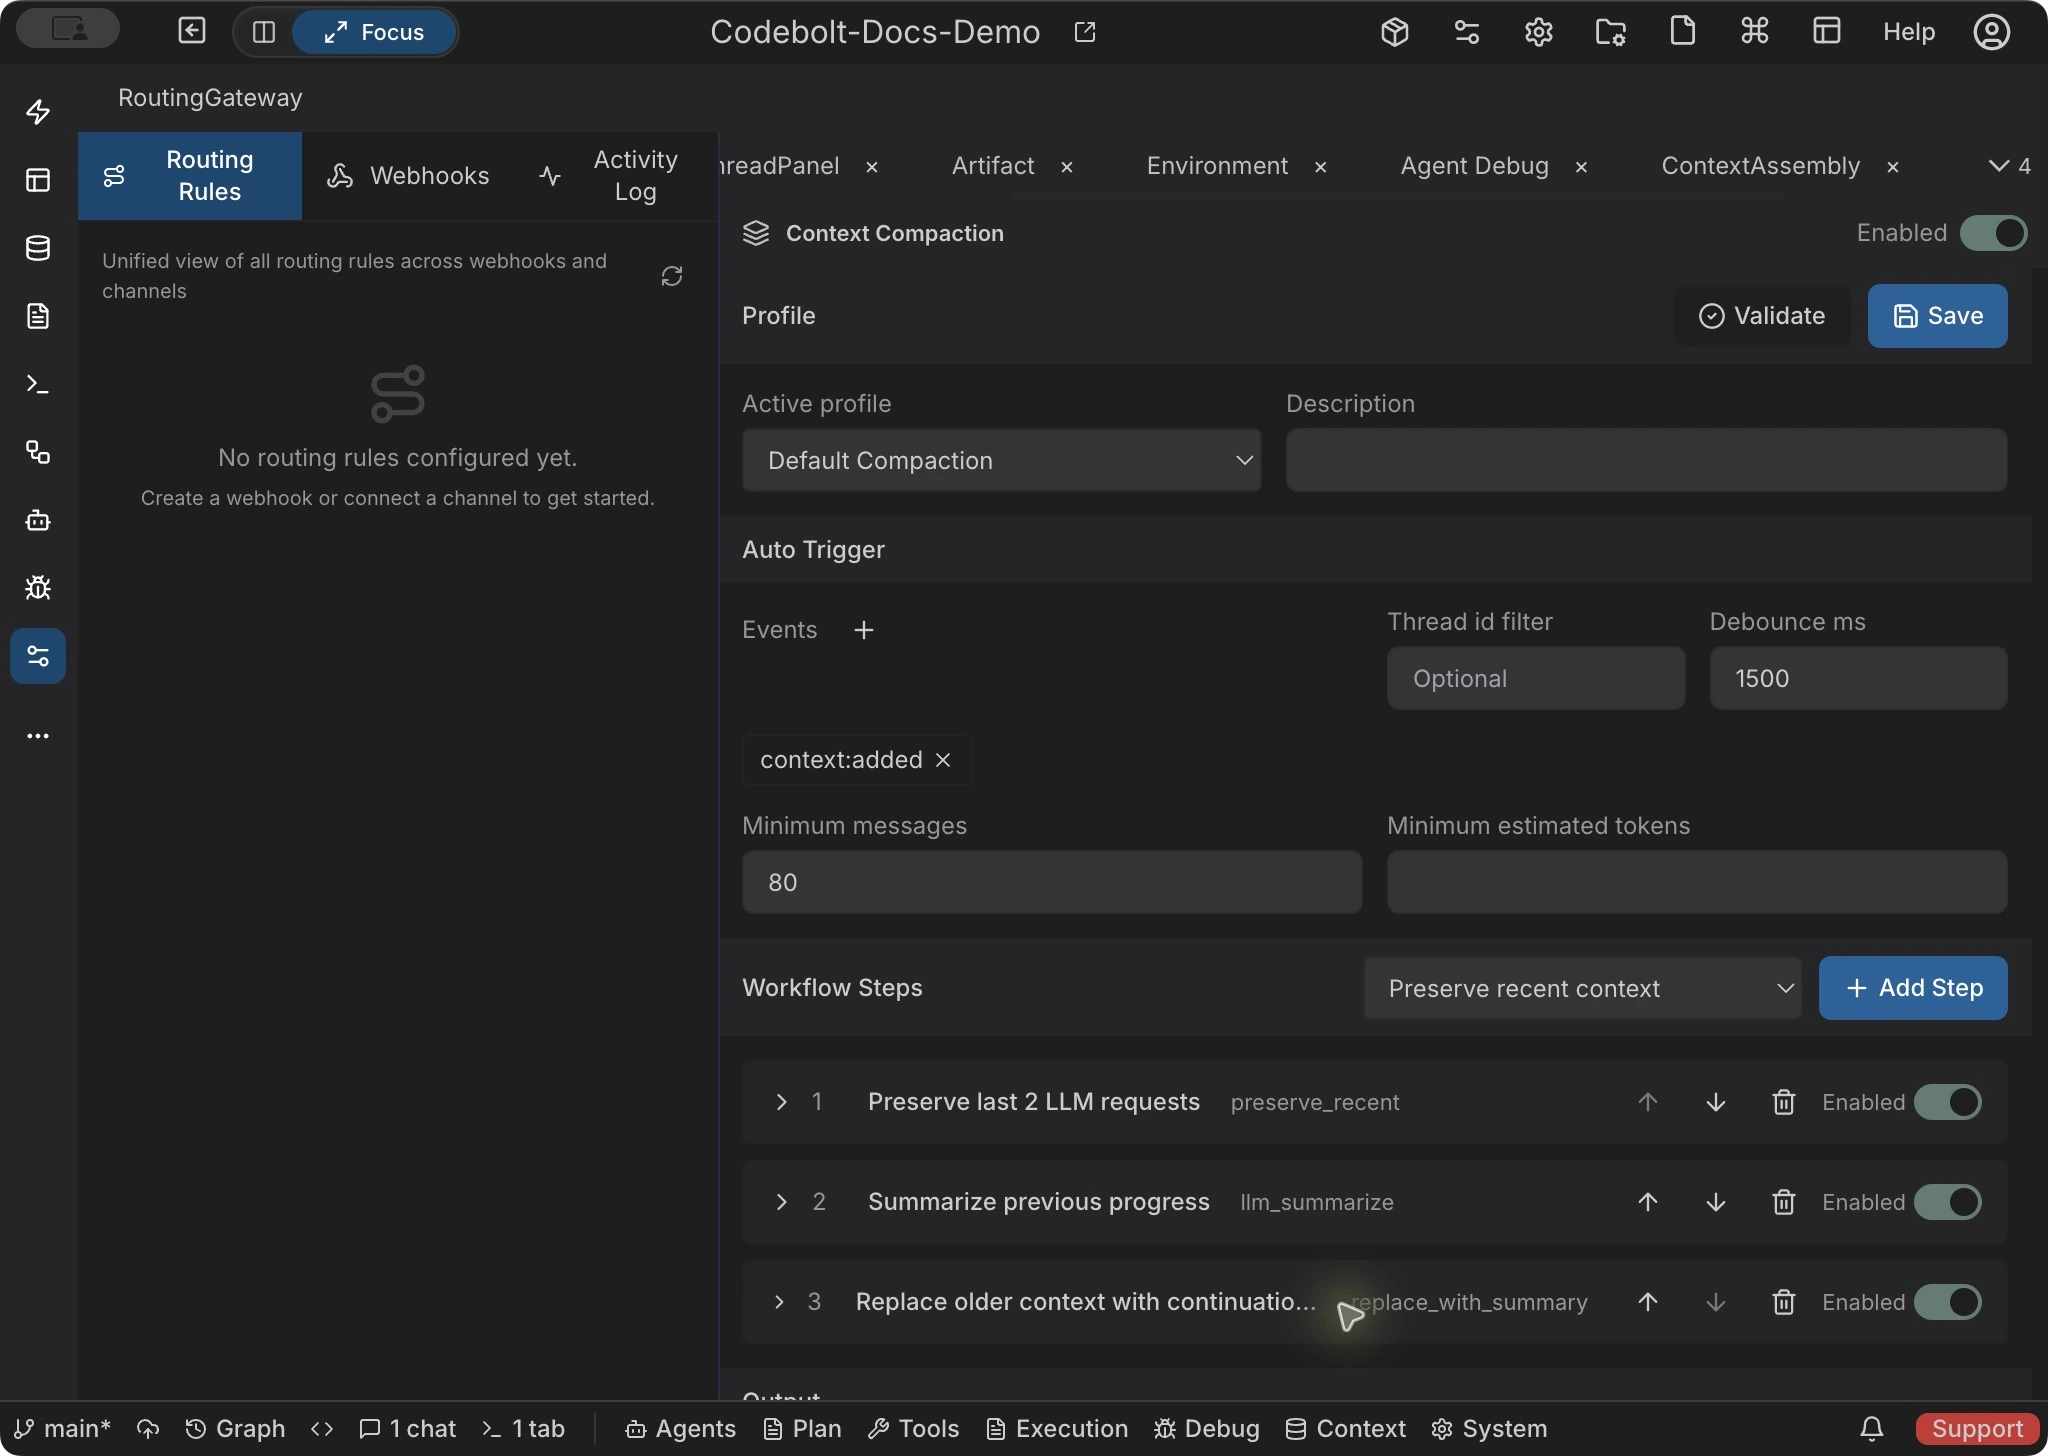 Focus
Codebolt-Docs-Demo
Help
RoutingGateway
Routing
Rules
Webhooks
Activity
Log
Unified view of all routing rules across webhooks and
channels
No routing rules configured yet.
Create a webhook or connect a channel to get started.
readPanel
Artifact
Environment
Agent Debug
ContextAssembly
4
Context Compaction
Enabled
Profile
Validate
Save
Active profile
Description
Default Compaction
Auto Trigger
Events
Thread id filter
Debounce ms
Optional
1500
context:added
Minimum messages
Minimum estimated tokens
80
Workflow Steps
Preserve recent context
Add Step
1 Preserve last 2 LLM requests preserve_recent Enabled
2 Summarize previous progress llm_summarize Enabled
3 Replace older context with continuatio... replace_with_summary Enabled
Output
main* Graph 1 chat 1 tab Agents Plan Tools Execution Debug Context System Support